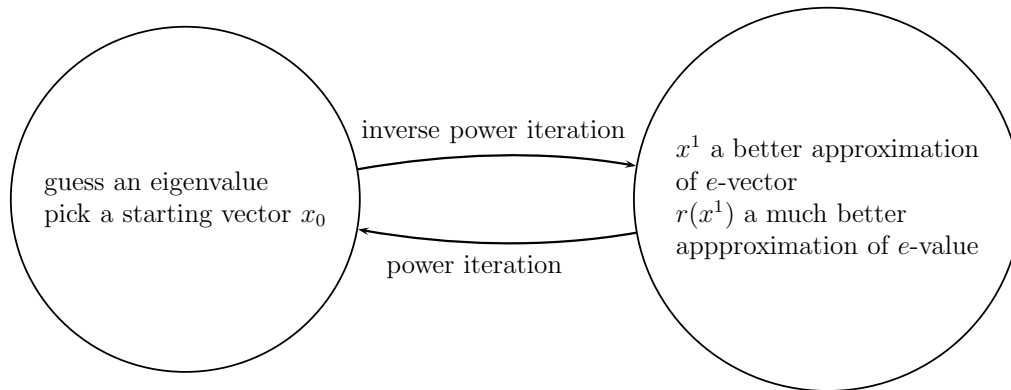 guess an eigenvalue
pick a starting vector $x_0$
inverse power iteration
power iteration
$x^1$ a better approximation
of $e$-vector
$r(x^1)$ a much better
appproximation of $e$-value